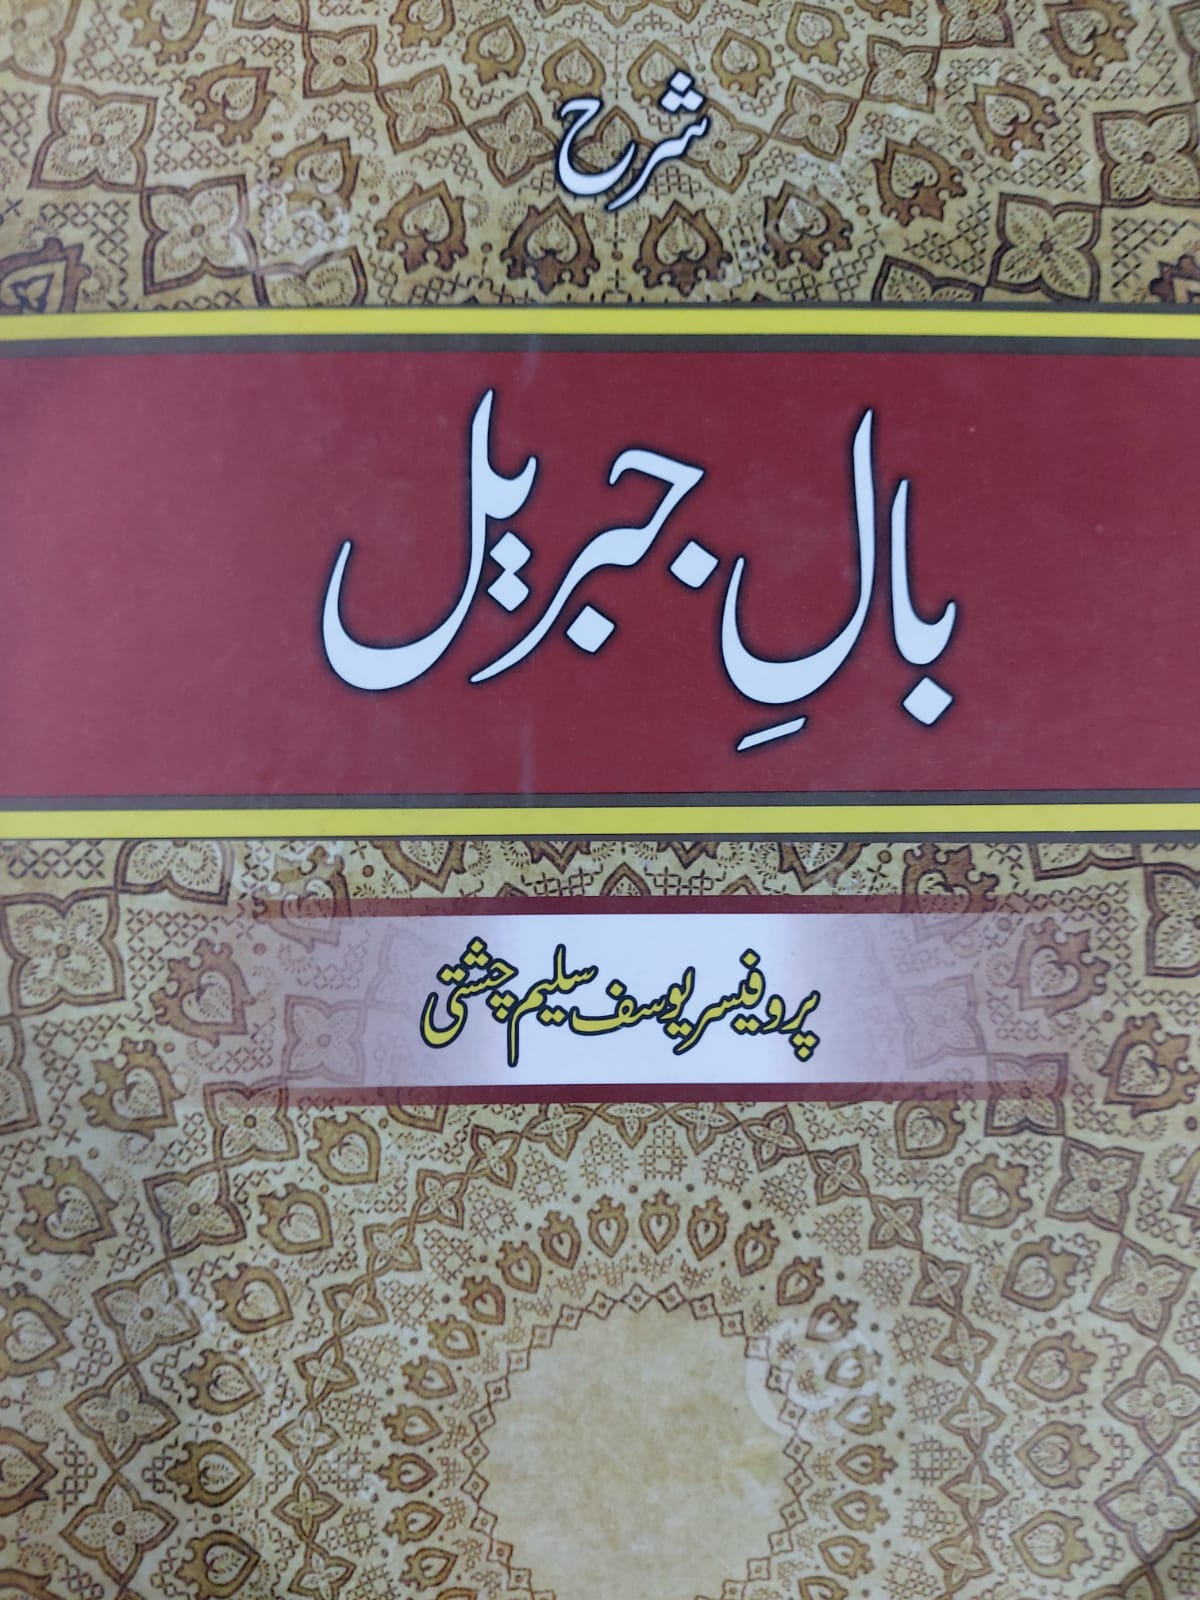 شرح
بالِ جبریل
پروفیسر یوسف سلیم چشتی